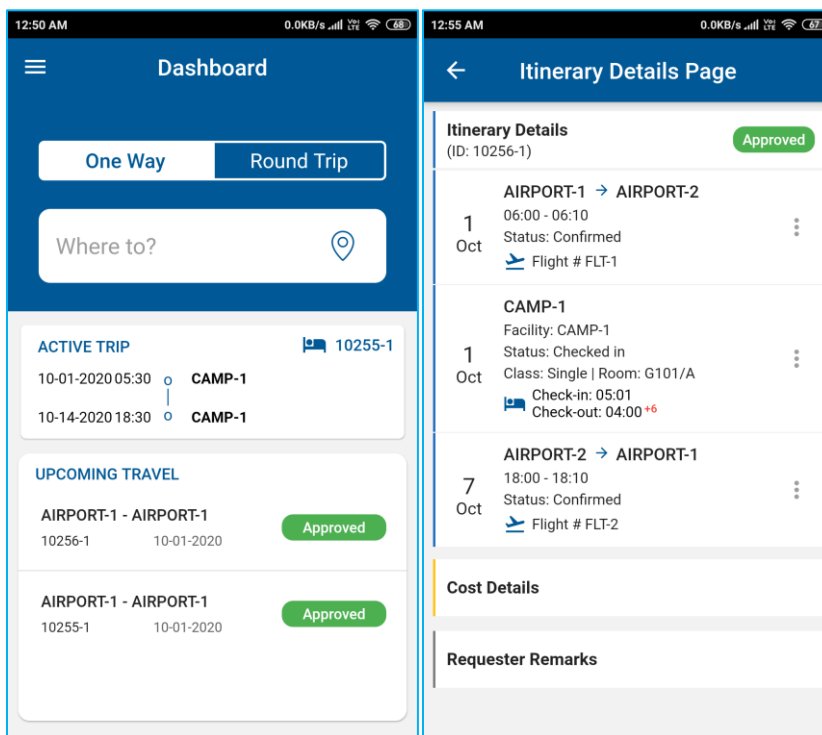 12:50 AM 0.0KB/s Vo) LTE 68
Dashboard
One Way Round Trip
Where to?
ACTIVE TRIP 10255-1
10-01-2020 05:30 CAMP-1
10-14-2020 18:30 CAMP-1
UPCOMING TRAVEL
AIRPORT-1 - AIRPORT-1
Approved
10256-1 10-01-2020
AIRPORT-1 - AIRPORT-1
Approved
10255-1 10-01-2020
12:55 AM 0.0KB/s Vo) LTE 67
Itinerary Details Page
Itinerary Details
(ID: 10256-1)
Approved
AIRPORT-1 → AIRPORT-2
1 Oct
06:00 - 06:10
Status: Confirmed
Flight # FLT-1
CAMP-1
Facility: CAMP-1
1 Oct
Status: Checked in
Class: Single | Room: G101/A
Check-in: 05:01
Check-out: 04:00 +6
AIRPORT-2 → AIRPORT-1
7 Oct
18:00 - 18:10
Status: Confirmed
Flight # FLT-2
Cost Details
Requester Remarks